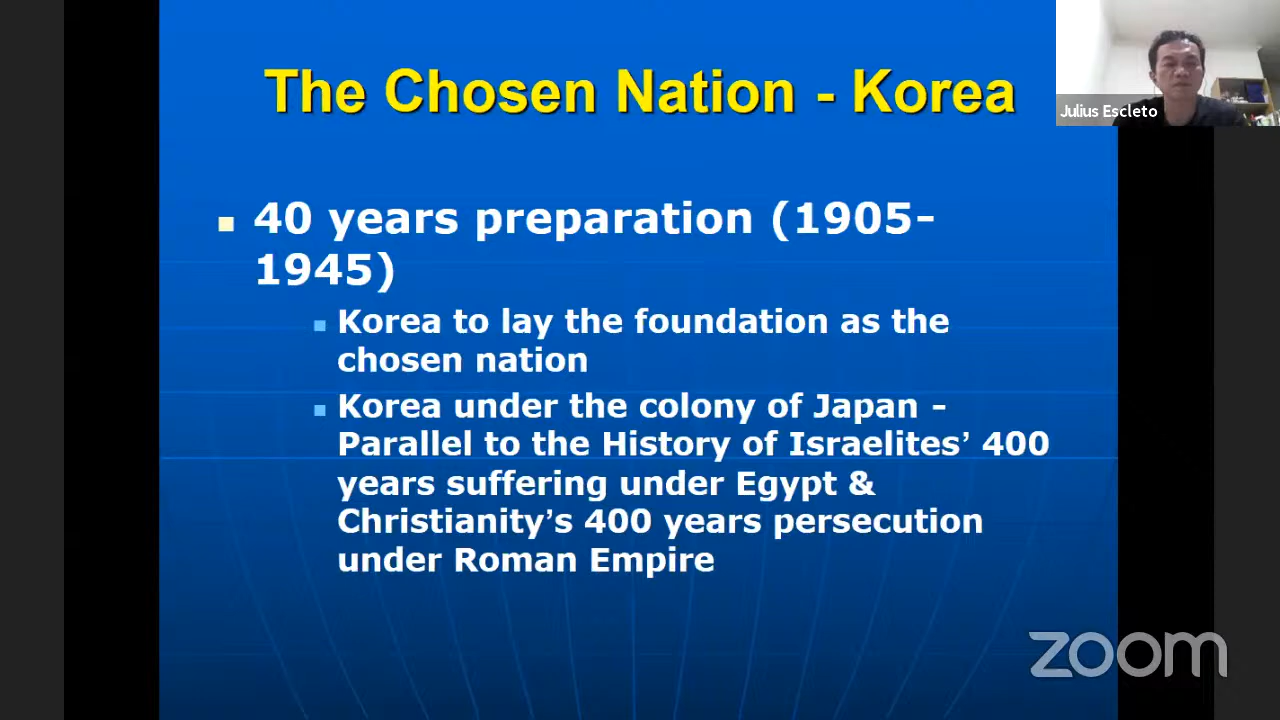 The Chosen Nation - Korea
Julius Escleto
40 years preparation (1905-
1945)
Korea to lay the foundation as the
chosen nation
Korea under the colony of Japan -
Parallel to the History of Israelites’ 400
years suffering under Egypt &
Christianity’s 400 years persecution
under Roman Empire
zoom